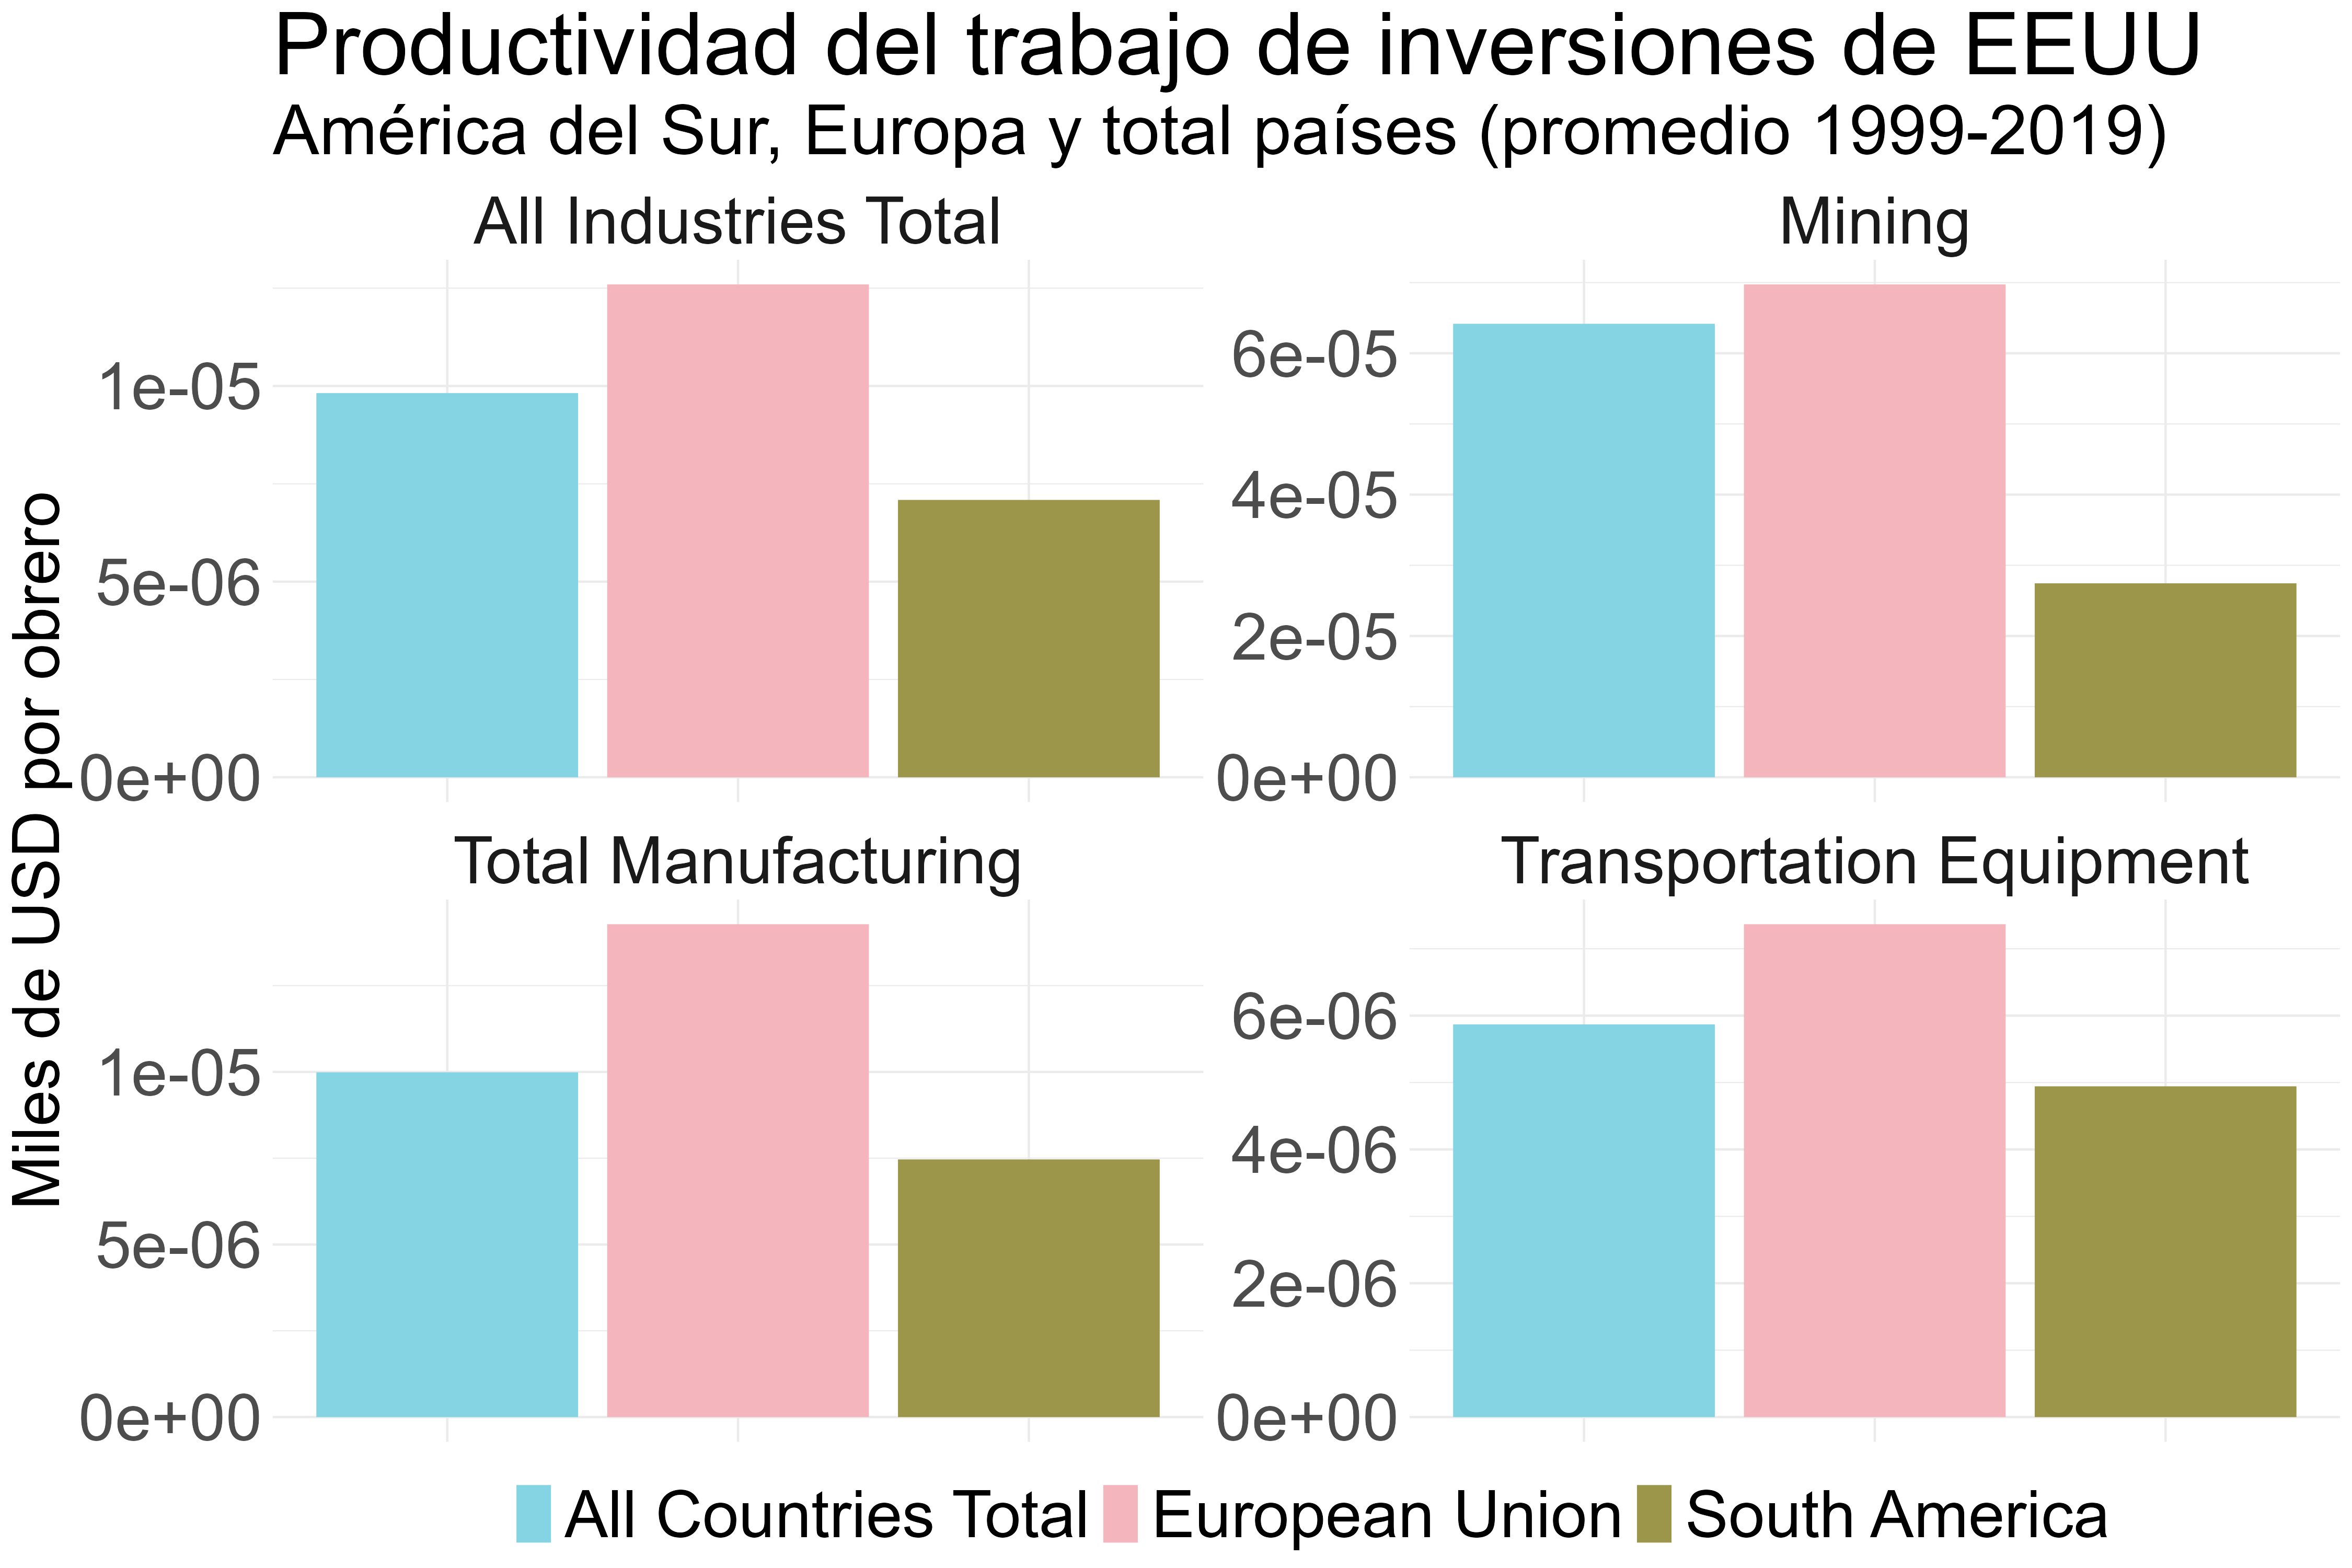 Productividad del trabajo de inversiones de EEUU
América del Sur, Europa y total países (promedio 1999-2019)
All Industries Total
Mining
1e-05
5e-06
0e+00
6e-05
4e-05
2e-05
0e+00
Miles de USD por obrero
Total Manufacturing
Transportation Equipment
1e-05
5e-06
0e+00
6e-06
4e-06
2e-06
0e+00
All Countries Total
European Union
South America